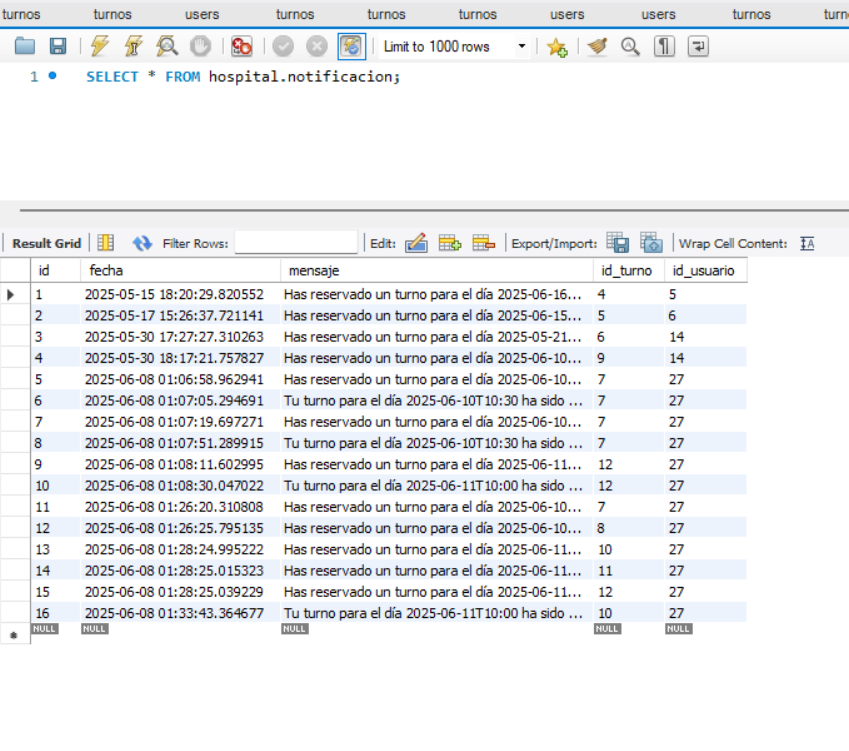 turnos turnos users turnos turnos turnos users users turnos turn
Limit to 1000 rows
1 SELECT * FROM hospital.notificacion;
Result Grid Filter Rows: Edit: Export/Import: Wrap Cell Content: IA
id fecha mensaje id_turno id_usuario
1 2025-05-15 18:20:29.820552 Has reservado un turno para el día 2025-06-16... 4 5
2 2025-05-17 15:26:37.721141 Has reservado un turno para el día 2025-06-15... 5 6
3 2025-05-30 17:27:27.310263 Has reservado un turno para el día 2025-05-21... 6 14
4 2025-05-30 18:17:21.757827 Has reservado un turno para el día 2025-06-10... 9 14
5 2025-06-08 01:06:58.962941 Has reservado un turno para el día 2025-06-10... 7 27
6 2025-06-08 01:07:05.294691 Tu turno para el día 2025-06-10T10:30 ha sido ... 7 27
7 2025-06-08 01:07:19.697271 Has reservado un turno para el día 2025-06-10... 7 27
8 2025-06-08 01:07:51.289915 Tu turno para el día 2025-06-10T10:30 ha sido ... 7 27
9 2025-06-08 01:08:11.602995 Has reservado un turno para el día 2025-06-11... 12 27
10 2025-06-08 01:08:30.047022 Tu turno para el día 2025-06-11T10:00 ha sido ... 12 27
11 2025-06-08 01:26:20.310808 Has reservado un turno para el día 2025-06-10... 7 27
12 2025-06-08 01:26:25.795135 Has reservado un turno para el día 2025-06-10... 8 27
13 2025-06-08 01:28:24.995222 Has reservado un turno para el día 2025-06-11... 10 27
14 2025-06-08 01:28:25.015323 Has reservado un turno para el día 2025-06-11... 11 27
15 2025-06-08 01:28:25.039229 Has reservado un turno para el día 2025-06-11... 12 27
16 2025-06-08 01:33:43.364677 Tu turno para el día 2025-06-11T10:00 ha sido ... 10 27
NULL NULL NULL NULL NULL